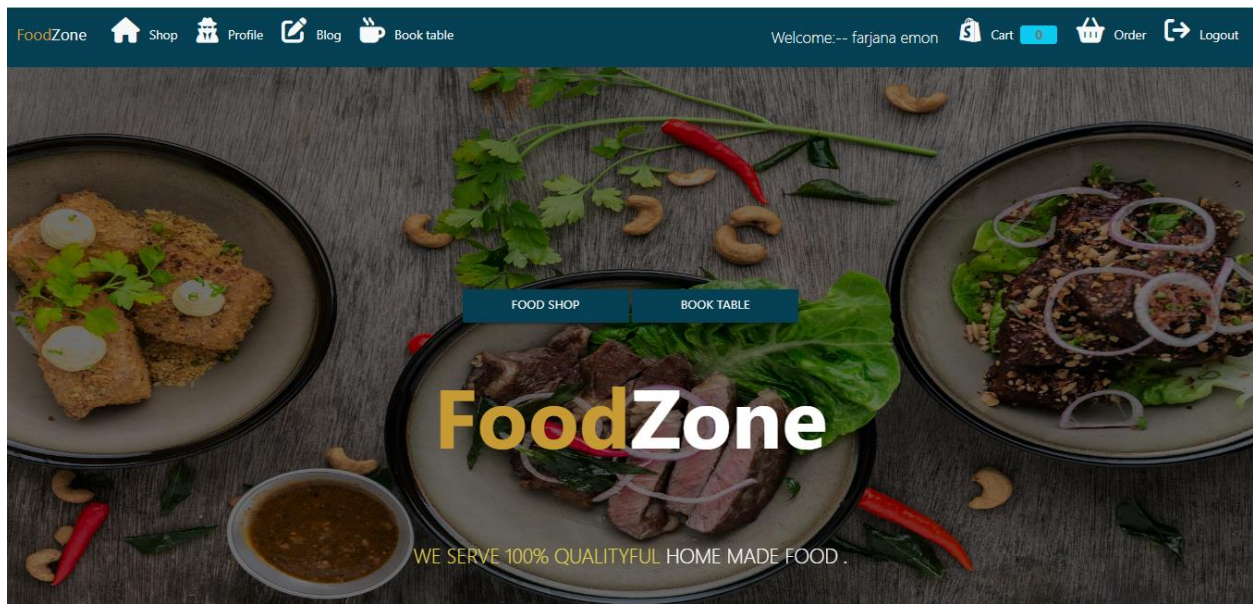 FoodZone Shop Profile Blog Book table Welcome:-- farjana emon Cart 0 Order Logout
FOOD SHOP BOOK TABLE
FoodZone
WE SERVE 100% QUALITYFUL HOME MADE FOOD .